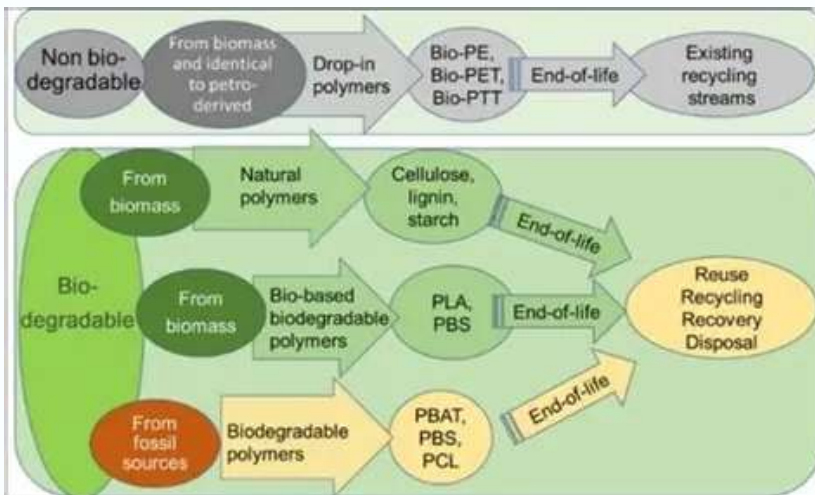 Non bio-
degradable
From biomass
and identical
to petro-
derived
Drop-in
polymers
Bio-PE,
Bio-PET,
Bio-PTT
End-of-life
Existing
recycling
streams
Bio-
degradable
From
biomass
Natural
polymers
Cellulose,
lignin,
starch
End-of-life
From
biomass
Bio-based
biodegradable
polymers
PLA,
PBS
End-of-life
Reuse
Recycling
Recovery
Disposal
From
fossil
sources
Biodegradable
polymers
PBAT,
PBS,
PCL
End-of-life